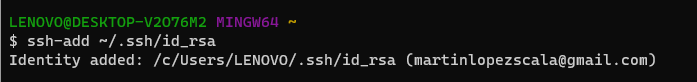 LENOVO@DESKTOP-V2O76M2 MINGW64 ~
$ ssh-add ~/.ssh/id_rsa
Identity added: /c/Users/LENOVO/.ssh/id_rsa (martinlopezscala@gmail.com)